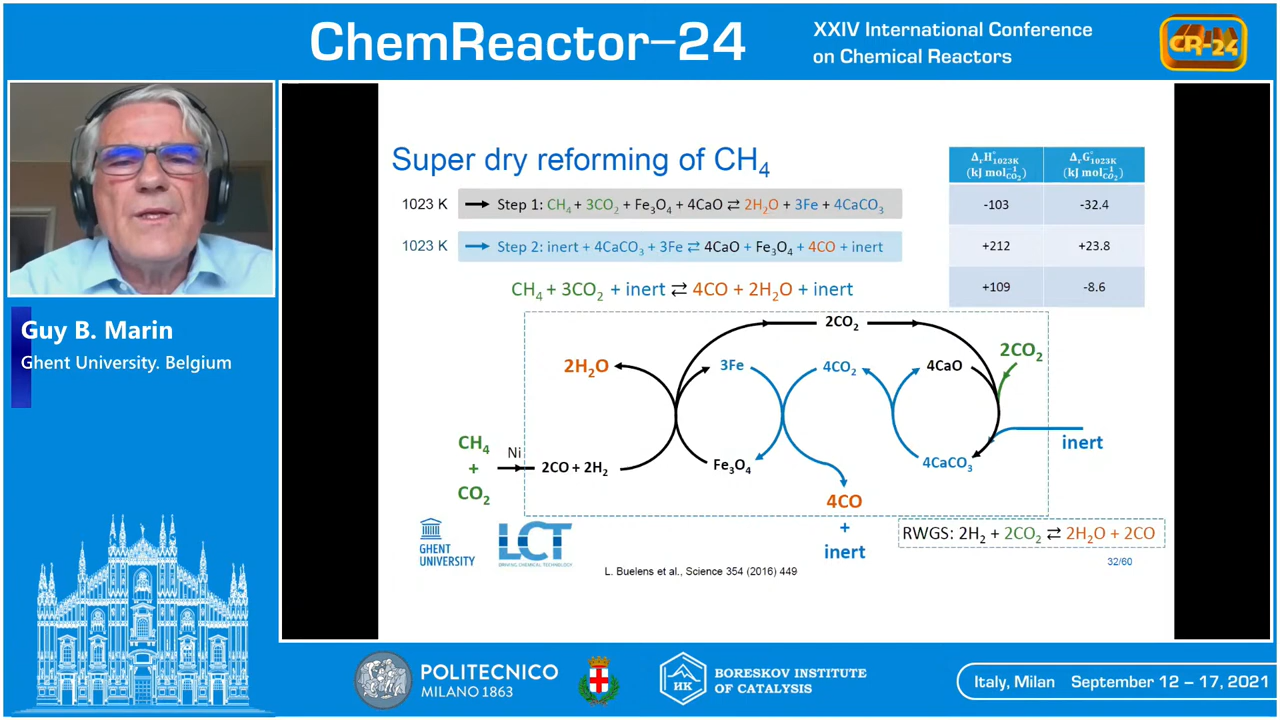 ChemReactor–24
XXIV International Conference
on Chemical Reactors
CR-24
Guy B. Marin
Ghent University. Belgium
Super dry reforming of CH₄
1023 K
Step 1: CH₄ + 3CO₂ + Fe₃O₄ + 4CaO ⇄ 2H₂O + 3Fe + 4CaCO₃
1023 K
Step 2: inert + 4CaCO₃ + 3Fe ⇄ 4CaO + Fe₃O₄ + 4CO + inert
CH₄ + 3CO₂ + inert ⇄ 4CO + 2H₂O + inert
ΔᵣH°₁₀₂₃K (kJ mol⁻¹CO₂) ΔᵣG°₁₀₂₃K (kJ mol⁻¹CO₂)
-103 -32.4
+212 +23.8
+109 -8.6
2CO₂
2CO₂
2H₂O
3Fe
4CO₂
4CaO
inert
CH₄
+
CO₂
Ni
2CO + 2H₂
Fe₃O₄
4CaCO₃
4CO
+
inert
RWGS: 2H₂ + 2CO₂ ⇄ 2H₂O + 2CO
GHENT
UNIVERSITY
LCT
L. Buelens et al., Science 354 (2016) 449
32/60
POLITECNICO
MILANO 1863
ИК
BORESKOV INSTITUTE
OF CATALYSIS
Italy, Milan September 12 – 17, 2021